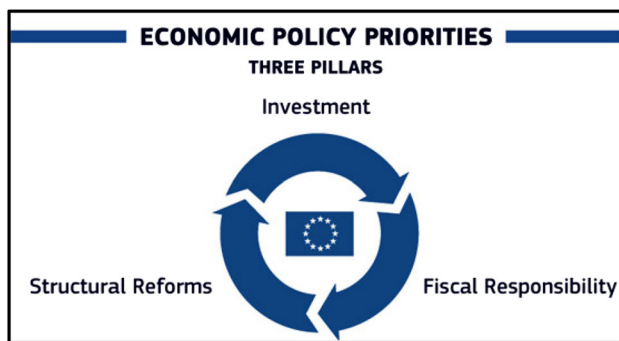 ECONOMIC POLICY PRIORITIES
THREE PILLARS
Investment
Structural Reforms
Fiscal Responsibility